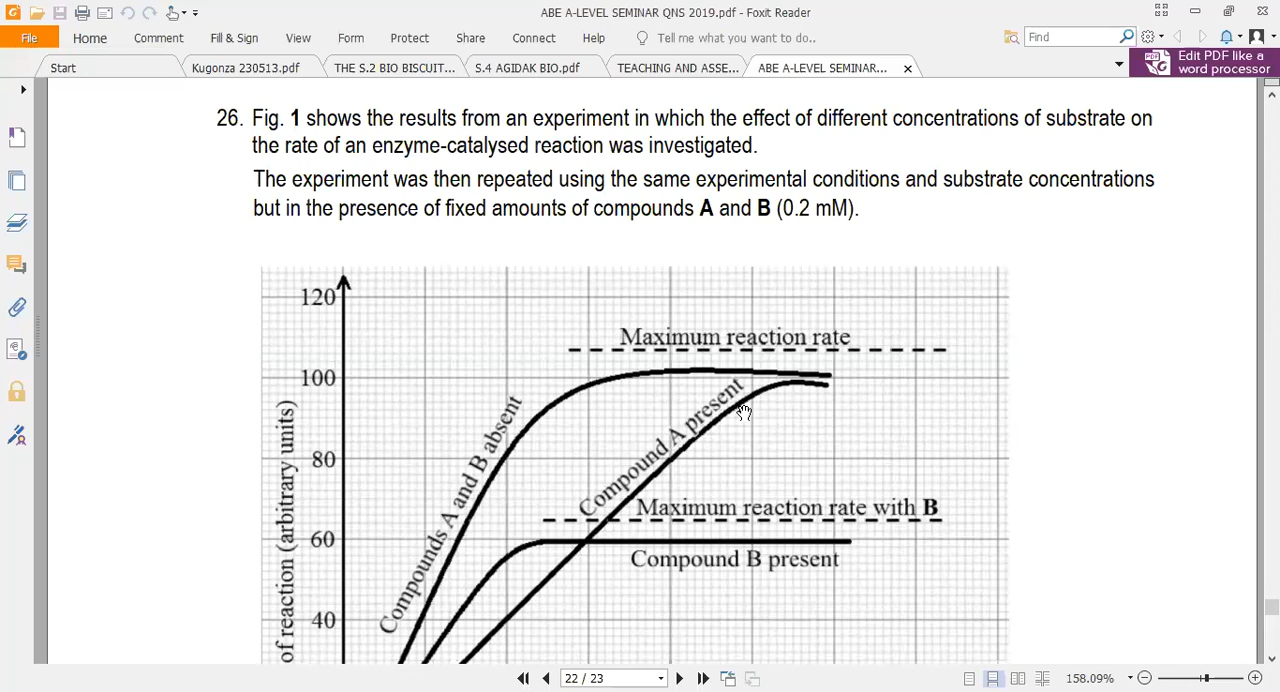 ABE A-LEVEL SEMINAR QNS 2019.pdf - Foxit Reader
File Home Comment Fill & Sign View Form Protect Share Connect Help Tell me what you want to do.. Find
Start Kugonza 230513.pdf THE S.2 BIO BISCUIT... S.4 AGIDAK BIO.pdf TEACHING AND ASSE... ABE A-LEVEL SEMINAR... Edit PDF like a
word processor
26. Fig. 1 shows the results from an experiment in which the effect of different concentrations of substrate on
the rate of an enzyme-catalysed reaction was investigated.
The experiment was then repeated using the same experimental conditions and substrate concentrations
but in the presence of fixed amounts of compounds A and B (0.2 mM).
120
Maximum reaction rate
100
Compounds A and B absent
Compound A present
80
Maximum reaction rate with B
60
Compound B present
40
of reaction (arbitrary units)
22 / 23
158.09%